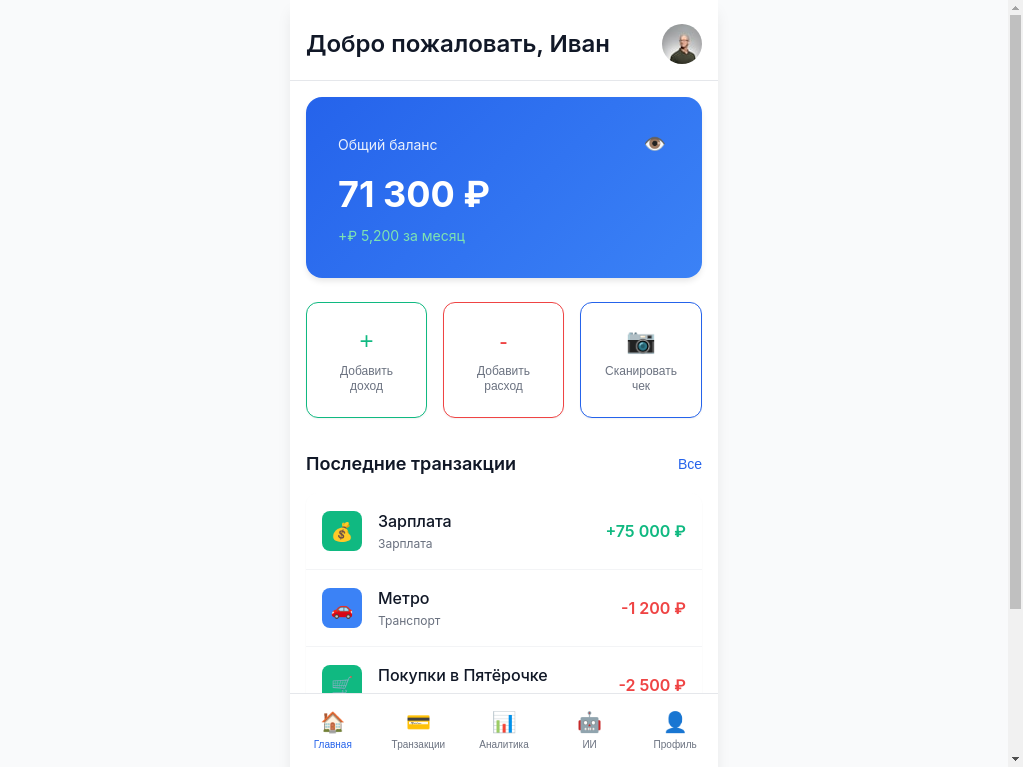 Добро пожаловать, Иван
Общий баланс
71 300 ₽
+₽ 5,200 за месяц
+
Добавить
доход
-
Добавить
расход
Сканировать
чек
Последние транзакции
Все
Зарплата
Зарплата
+75 000 ₽
Метро
Транспорт
-1 200 ₽
Покупки в Пятёрочке
-2 500 ₽
Главная
Транзакции
Аналитика
ИИ
Профиль